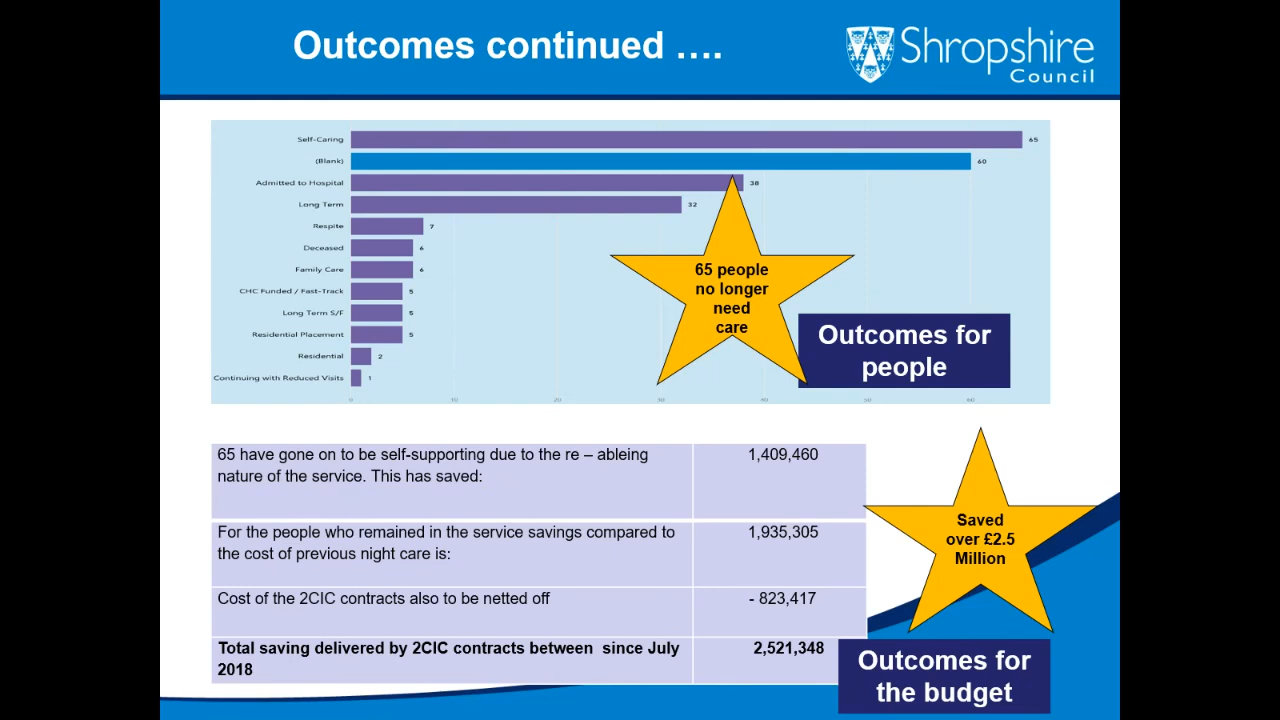 Outcomes continued ….
Shropshire
Council
Self-Caring 65
(Blank) 60
Admitted to Hospital 38
Long Term 32
Respite 7
Deceased 6
Family Care 6
CHC Funded / Fast-Track 5
Long Term S/F 5
Residential Placement 5
Residential 2
Continuing with Reduced Visits 1
0 10 20 30 40 50 60
65 people
no longer
need
care
Outcomes for
people
65 have gone on to be self-supporting due to the re – ableing
nature of the service. This has saved:
1,409,460
For the people who remained in the service savings compared to
the cost of previous night care is:
1,935,305
Cost of the 2CIC contracts also to be netted off
- 823,417
Total saving delivered by 2CIC contracts between since July
2018
2,521,348
Saved
over £2.5
Million
Outcomes for
the budget